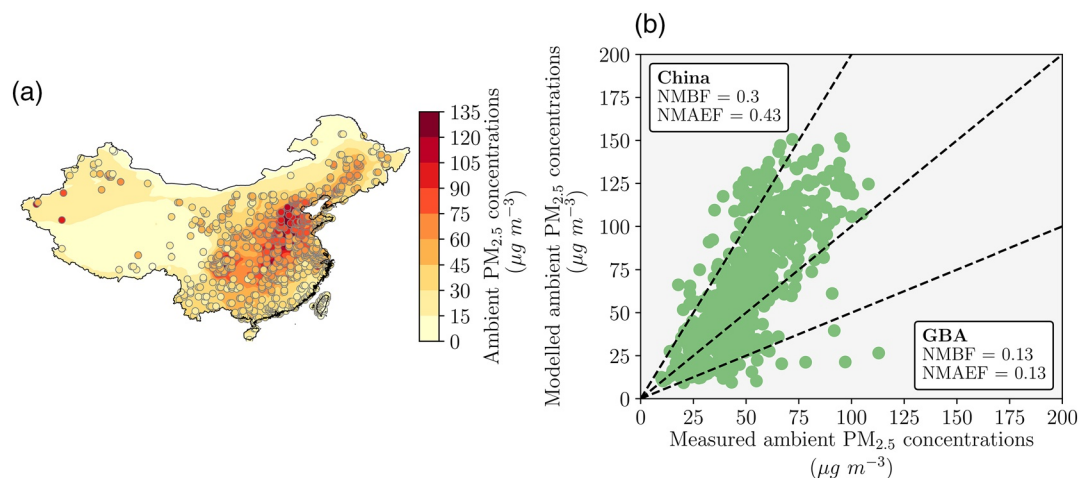 (a)
135
120
105
90
75
60
45
30
15
0
Ambient PM2.5 concentrations
(μg m−3)
(b)
Modelled ambient PM2.5 concentrations
(μg m−3)
200
175
150
125
100
75
50
25
0
China
NMBF = 0.3
NMAEF = 0.43
GBA
NMBF = 0.13
NMAEF = 0.13
0 25 50 75 100 125 150 175 200
Measured ambient PM2.5 concentrations
(μg m−3)